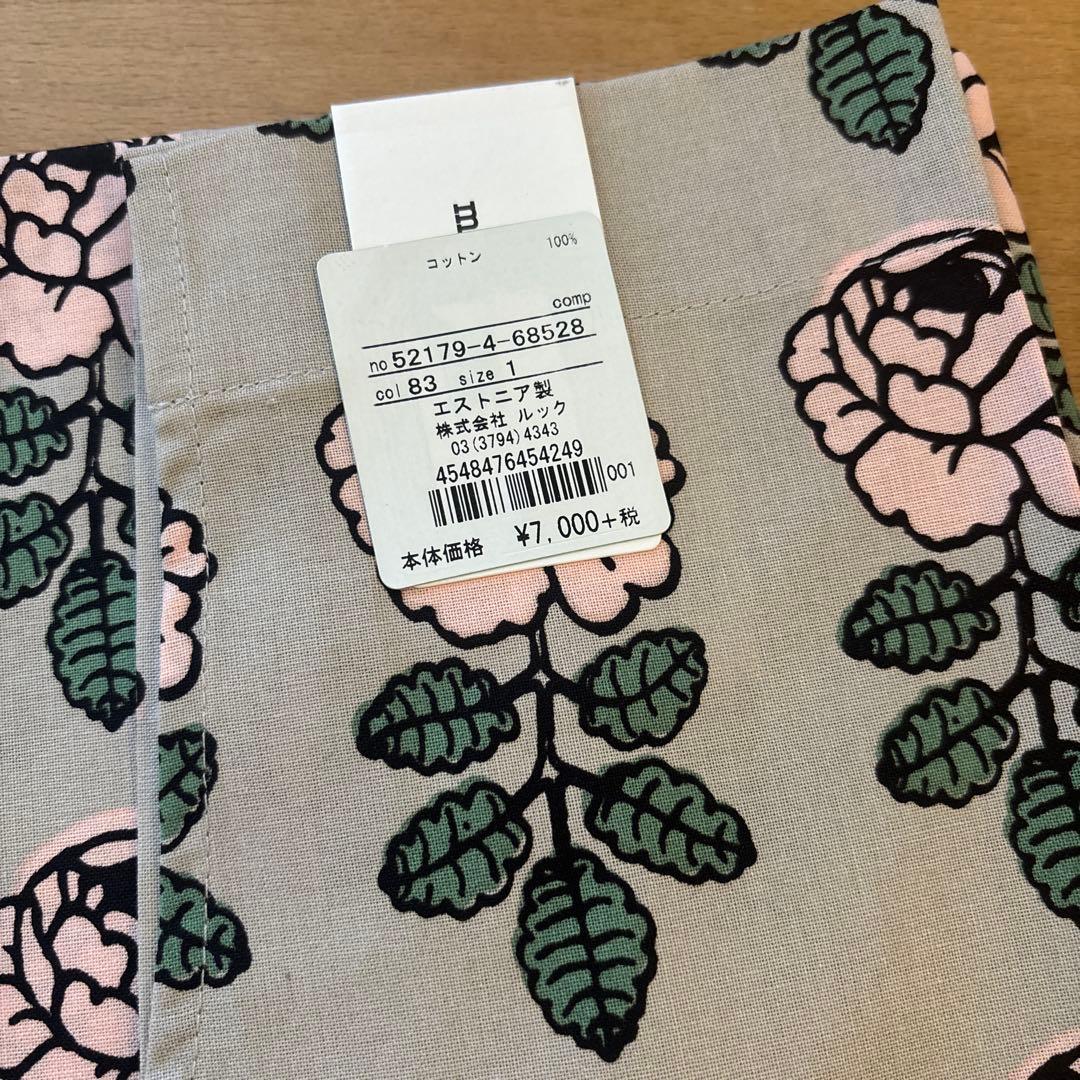 m
コットン 100%
comp
no 52179-4-68528
col 83 size 1
エストニア製
株式会社 ルック
03(3794)4343
4548476454249
001
本体価格 ¥7,000+税